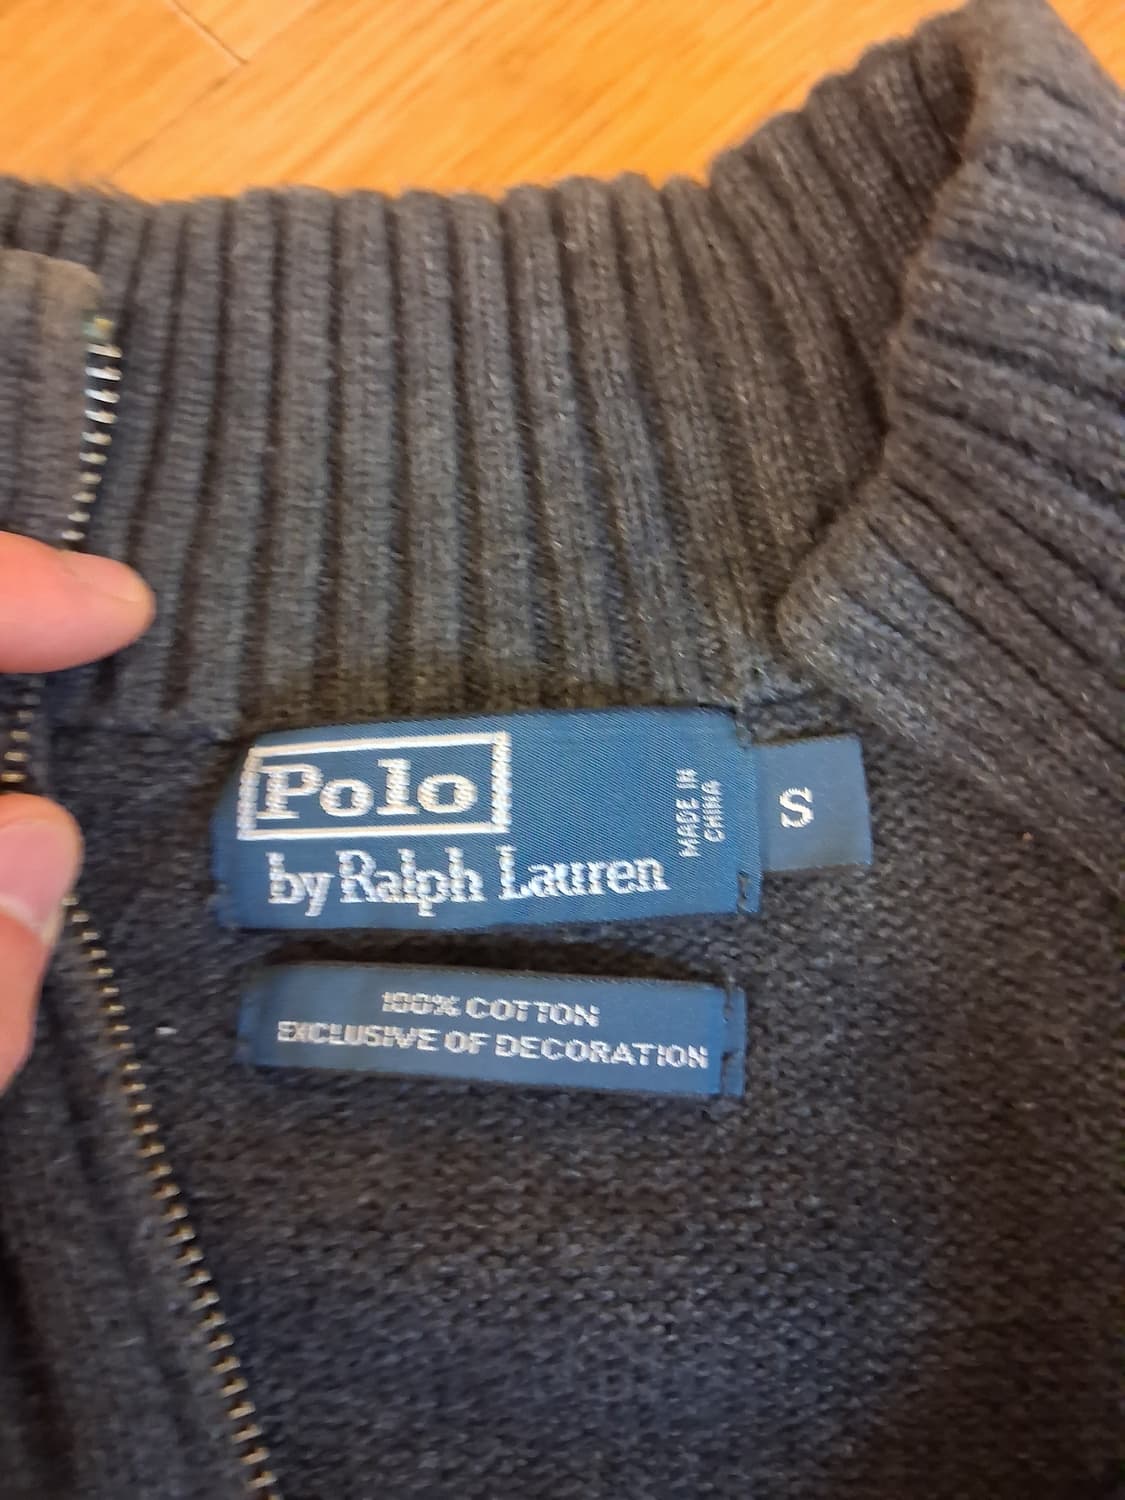 Polo
by Ralph Lauren
MADE IN
CHINA
S
100% COTTON
EXCLUSIVE OF DECORATION